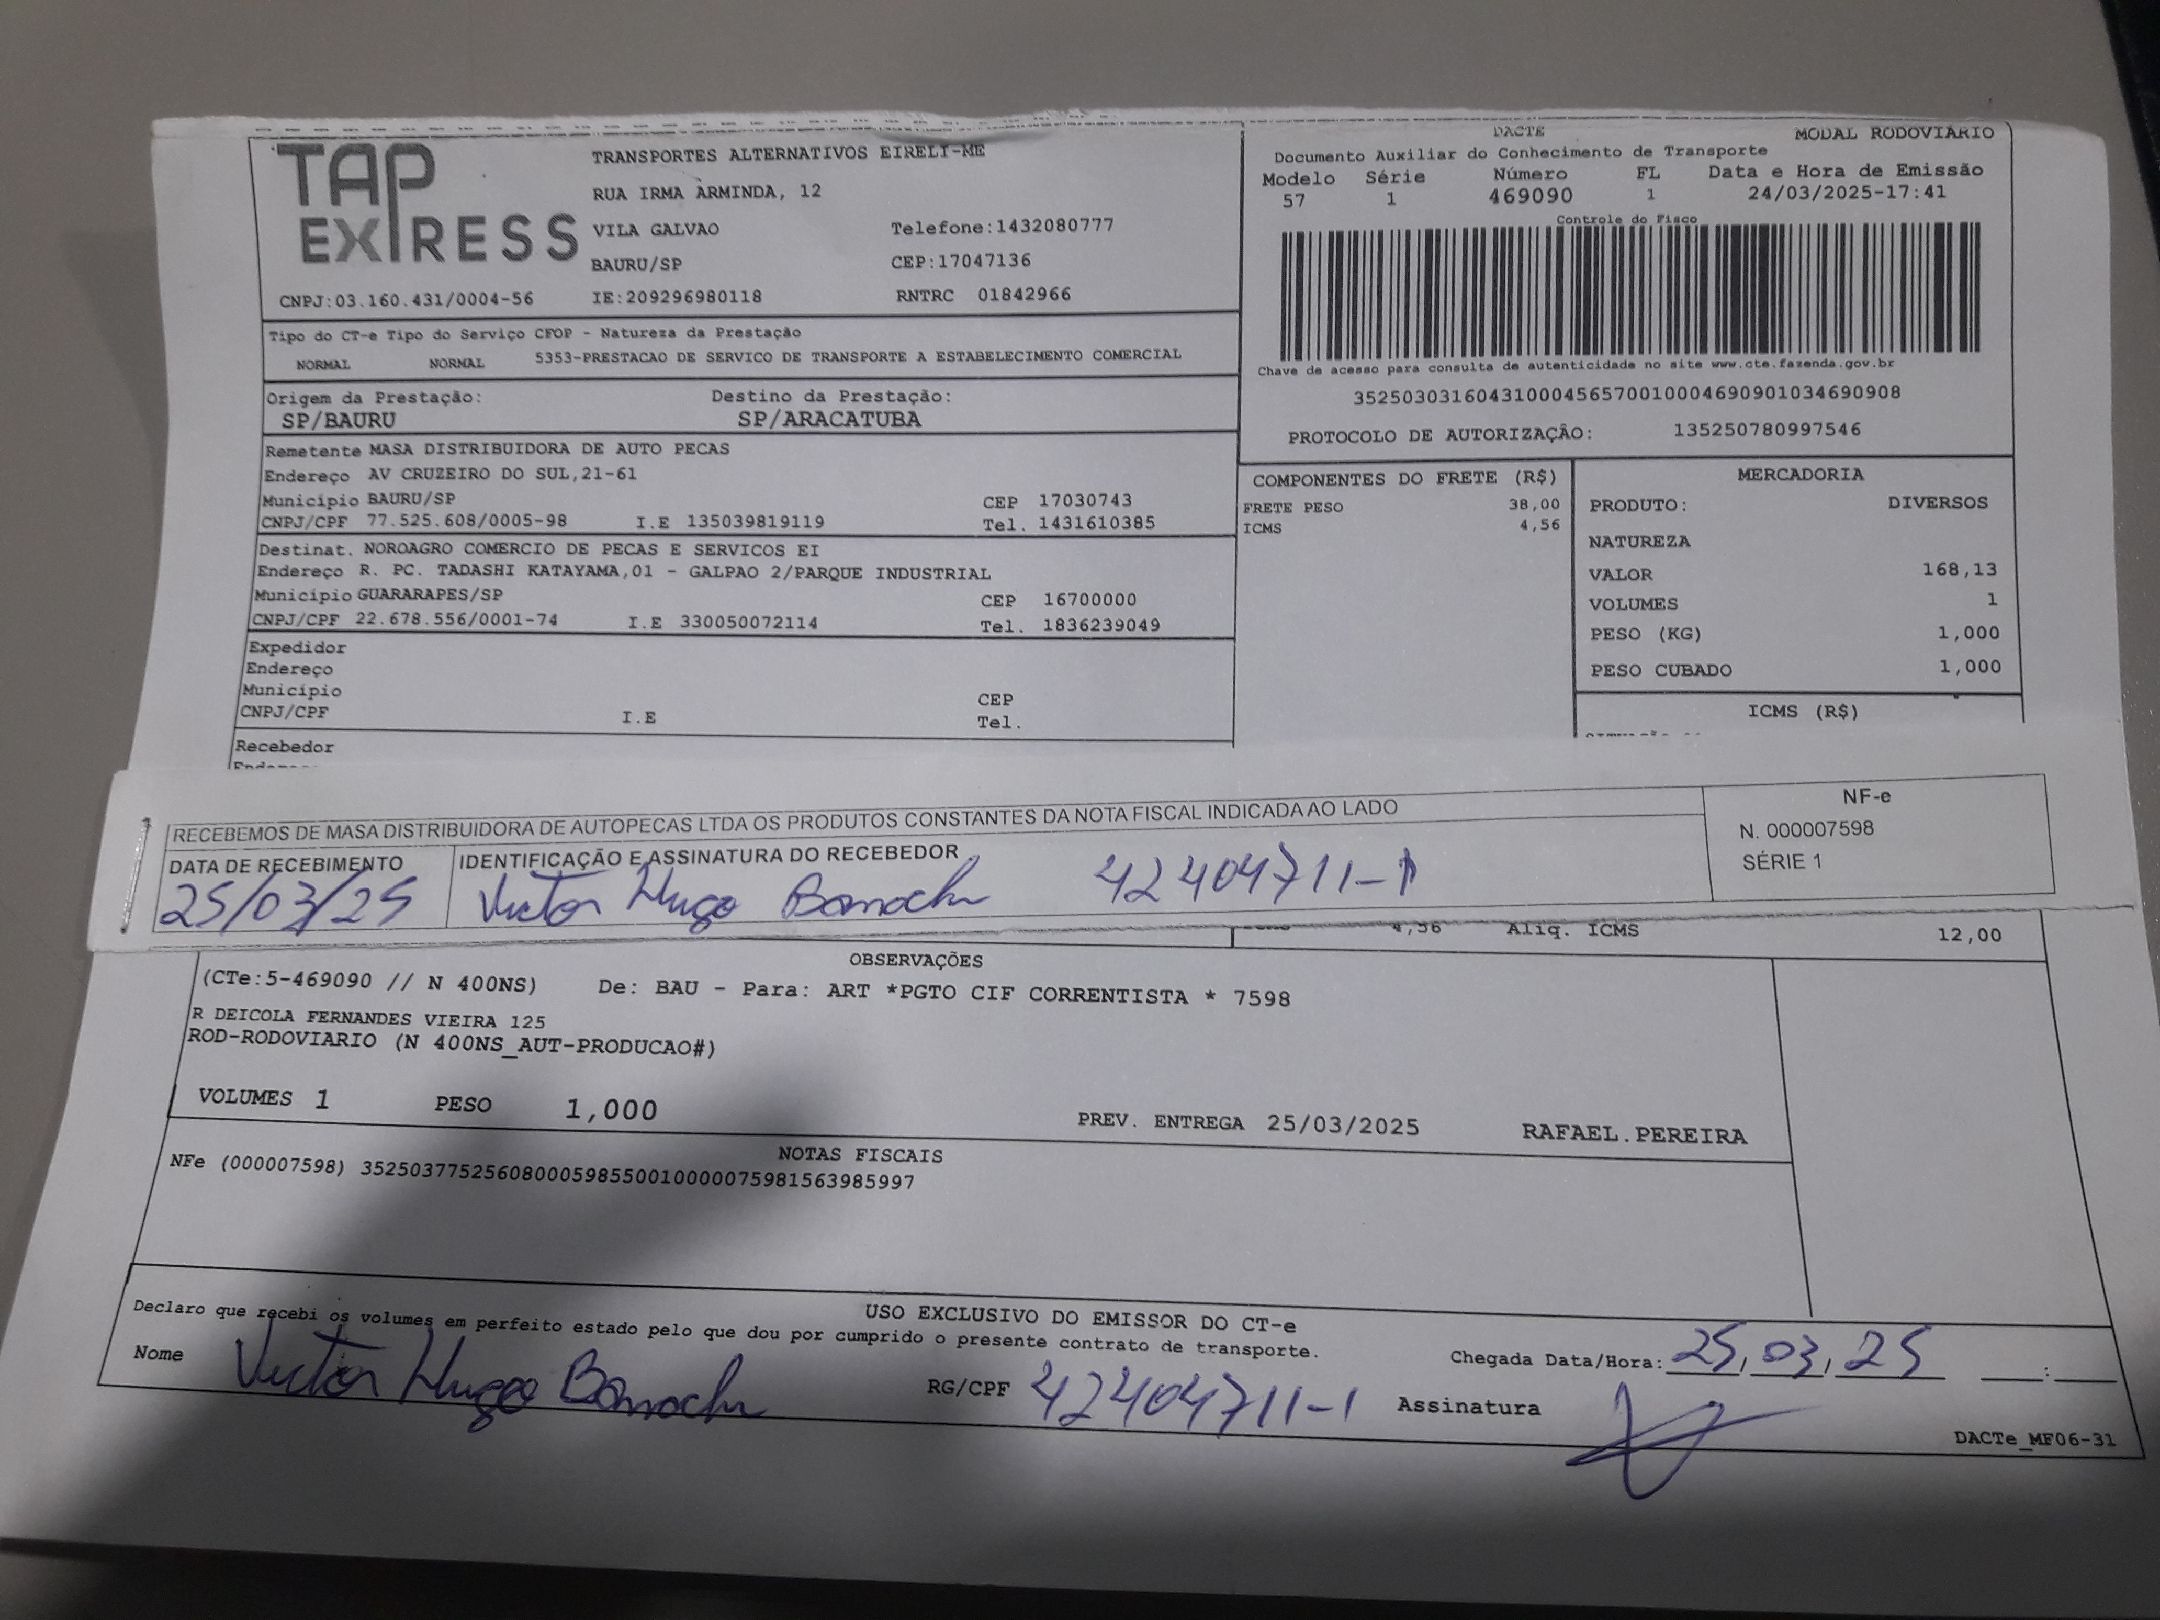 TAP EXPRESS
TRANSPORTES ALTERNATIVOS EIRELI-ME
RUA IRMA ARMINDA, 12
VILA GALVAO Telefone:1432080777
BAURU/SP CEP:17047136
CNPJ:03.160.431/0004-56 IE:209296980118 RNTRC 01842966
DACTE MODAL RODOVIÁRIO
Documento Auxiliar do Conhecimento de Transporte
Modelo Série Número FL Data e Hora de Emissão
57 1 469090 1 24/03/2025-17:41
Controle do Fisco
Chave de acesso para consulta de autenticidade no site www.cte.fazenda.gov.br
35250303160431000456570010004690901034690908
PROTOCOLO DE AUTORIZAÇÃO: 135250780997546
Tipo do CT-e Tipo do Serviço CFOP - Natureza da Prestação
NORMAL NORMAL 5353-PRESTACAO DE SERVICO DE TRANSPORTE A ESTABELECIMENTO COMERCIAL
Origem da Prestação: Destino da Prestação:
SP/BAURU SP/ARACATUBA
Remetente MASA DISTRIBUIDORA DE AUTO PECAS
Endereço AV CRUZEIRO DO SUL,21-61
Município BAURU/SP CEP 17030743
CNPJ/CPF 77.525.608/0005-98 I.E 135039819119 Tel. 1431610385
Destinat. NOROAGRO COMERCIO DE PECAS E SERVICOS EI
Endereço R. PC. TADASHI KATAYAMA,01 - GALPAO 2/PARQUE INDUSTRIAL
Município GUARARAPES/SP CEP 16700000
CNPJ/CPF 22.678.556/0001-74 I.E 330050072114 Tel. 1836239049
Expedidor
Endereço
Município CEP
CNPJ/CPF I.E Tel.
Recebedor
COMPONENTES DO FRETE (R$)
FRETE PESO 38,00
ICMS 4,56
MERCADORIA
PRODUTO: DIVERSOS
NATUREZA
VALOR 168,13
VOLUMES 1
PESO (KG) 1,000
PESO CUBADO 1,000
ICMS (R$)
RECEBEMOS DE MASA DISTRIBUIDORA DE AUTOPECAS LTDA OS PRODUTOS CONSTANTES DA NOTA FISCAL INDICADA AO LADO
DATA DE RECEBIMENTO IDENTIFICAÇÃO E ASSINATURA DO RECEBEDOR
25/03/25 Victor Hugo 42404711-1
NF-e
N. 000007598
SÉRIE 1
4,56 Aliq. ICMS 12,00
OBSERVAÇÕES
(CTe:5-469090 // N 400NS) De: BAU - Para: ART *PGTO CIF CORRENTISTA * 7598
R DEICOLA FERNANDES VIEIRA 125
ROD-RODOVIARIO (N 400NS_AUT-PRODUCAO#)
VOLUMES 1 PESO 1,000 PREV. ENTREGA 25/03/2025 RAFAEL.PEREIRA
NOTAS FISCAIS
NFe (000007598) 35250377525608000598550010000075981563985997
USO EXCLUSIVO DO EMISSOR DO CT-e
Declaro que recebi os volumes em perfeito estado pelo que dou por cumprido o presente contrato de transporte.
Nome Victor Hugo RG/CPF 42404711-1 Chegada Data/Hora: 25,03,25 :
Assinatura
DACTe_MF06-31